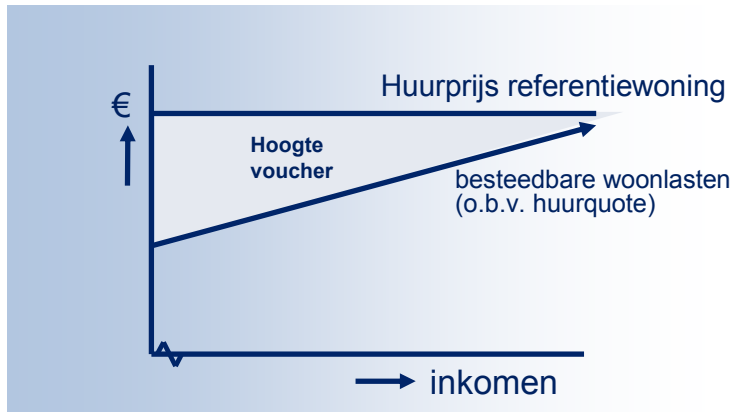 Huurprijs referentiewoning
€
Hoogte
voucher
besteedbare woonlasten
(o.b.v. huurquote)
inkomen